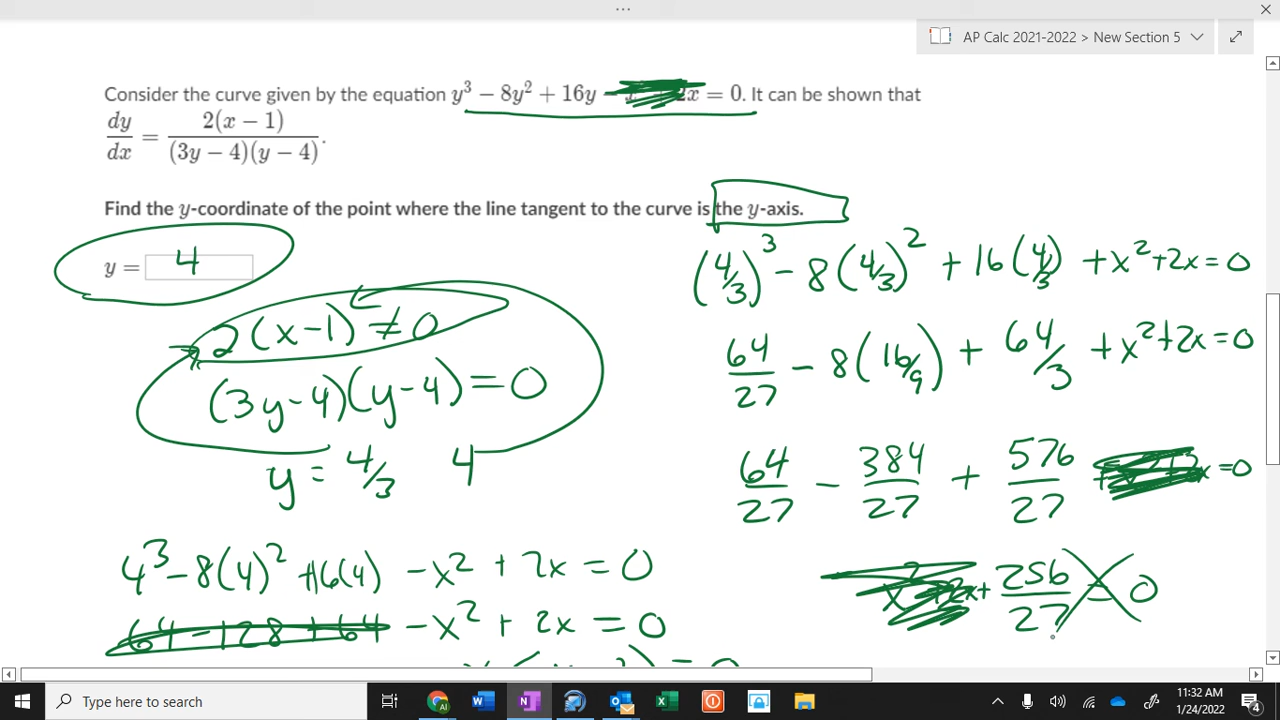 AP Calc 2021-2022 > New Section 5
Consider the curve given by the equation y³ − 8y² + 16y − 2x = 0. It can be shown that
dy/dx = 2(x − 1)/((3y − 4)(y − 4)).
Find the y-coordinate of the point where the line tangent to the curve is the y-axis.
y = 4
2(x-1) ≠ 0
(3y-4)(y-4) = 0
y = 4/3 4
4³ - 8(4)² + 16(4) - x² + 2x = 0
64 - 128 + 64 - x² + 2x = 0
(4/3)³ - 8(4/3)² + 16(4/3) + x² + 2x = 0
64/27 - 8(16/9) + 64/3 + x² + 2x = 0
64/27 - 384/27 + 576/27 = 0
+ 256/27 = 0
Type here to search
11:32 AM
1/24/2022
4